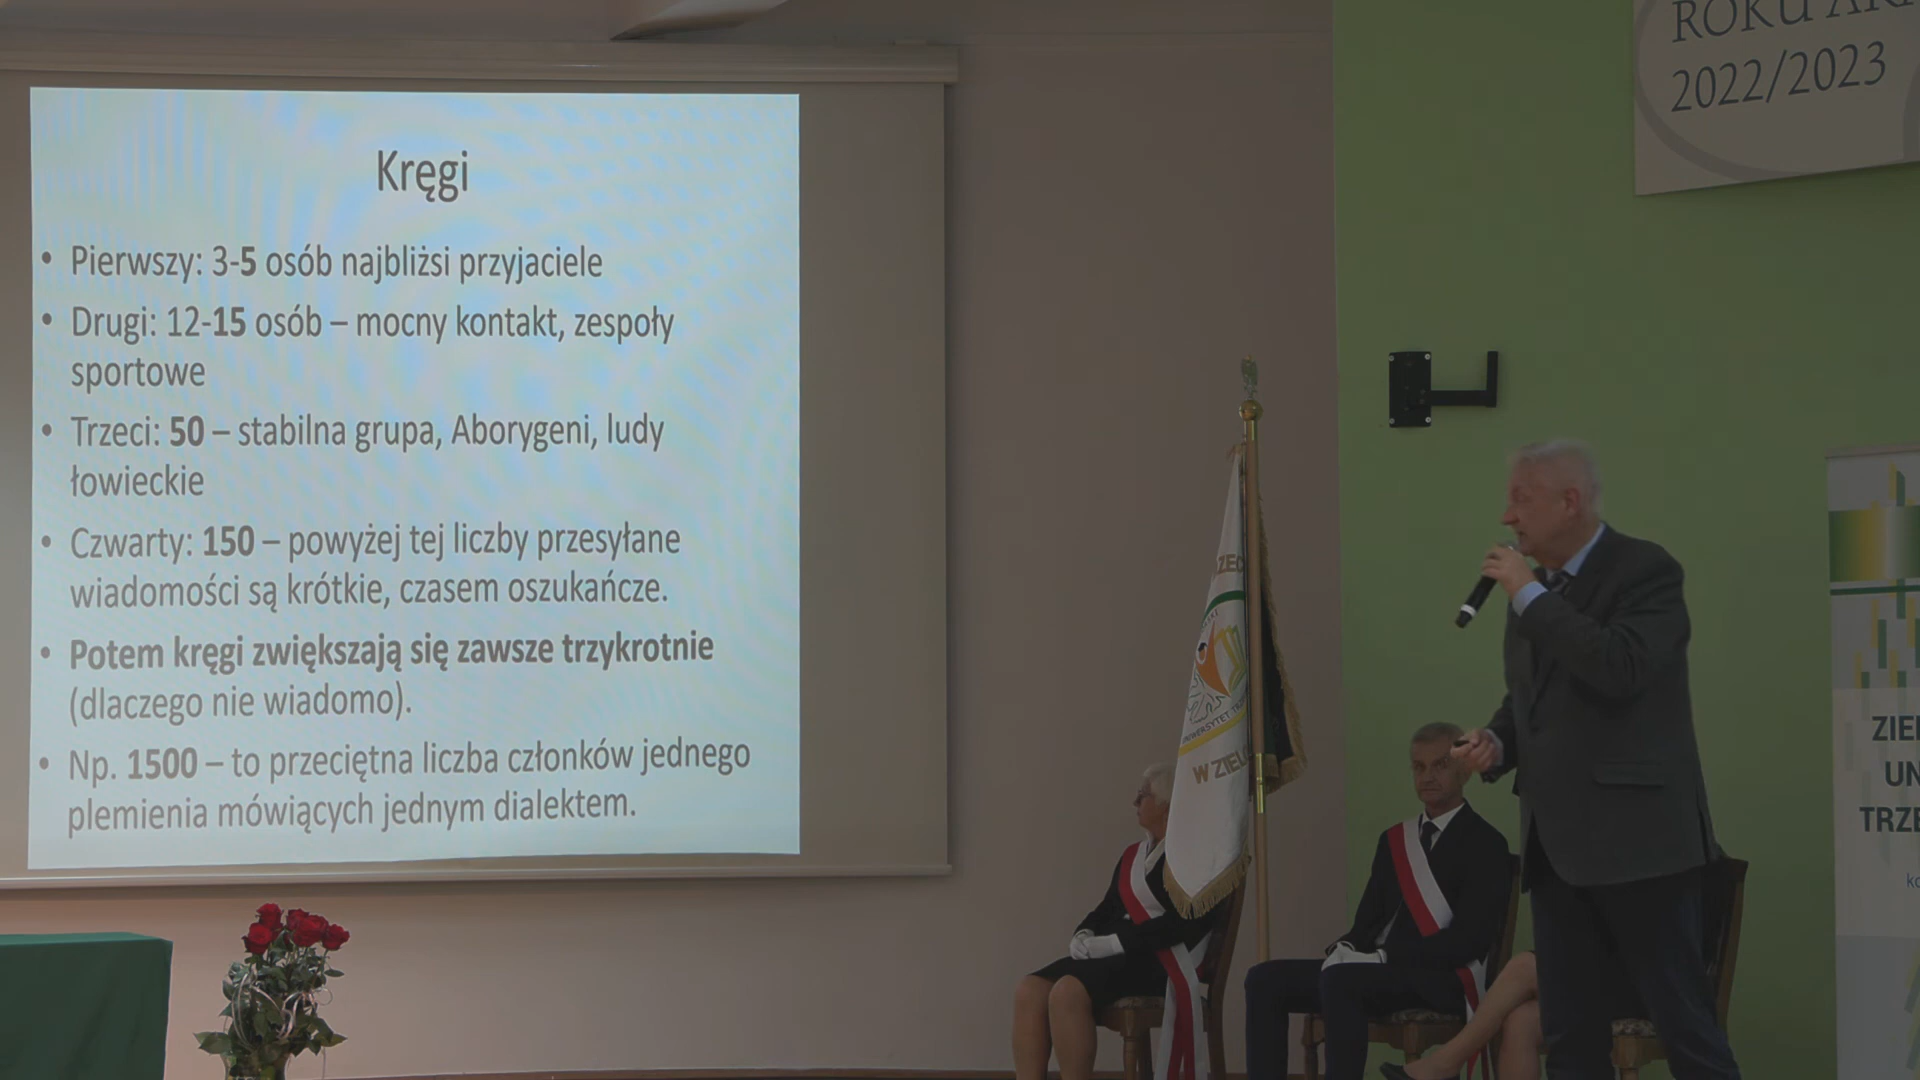 Kręgi
• Pierwszy: 3-5 osób najbliżsi przyjaciele
• Drugi: 12-15 osób – mocny kontakt, zespoły
sportowe
• Trzeci: 50 – stabilna grupa, Aborygeni, ludy
łowieckie
• Czwarty: 150 – powyżej tej liczby przesyłane
wiadomości są krótkie, czasem oszukańcze.
• Potem kręgi zwiększają się zawsze trzykrotnie
(dlaczego nie wiadomo).
• Np. 1500 – to przeciętna liczba członków jednego
plemienia mówiących jednym dialektem.
ROKU AK
2022/2023
ZIE
UN
TRZE
W ZIEL